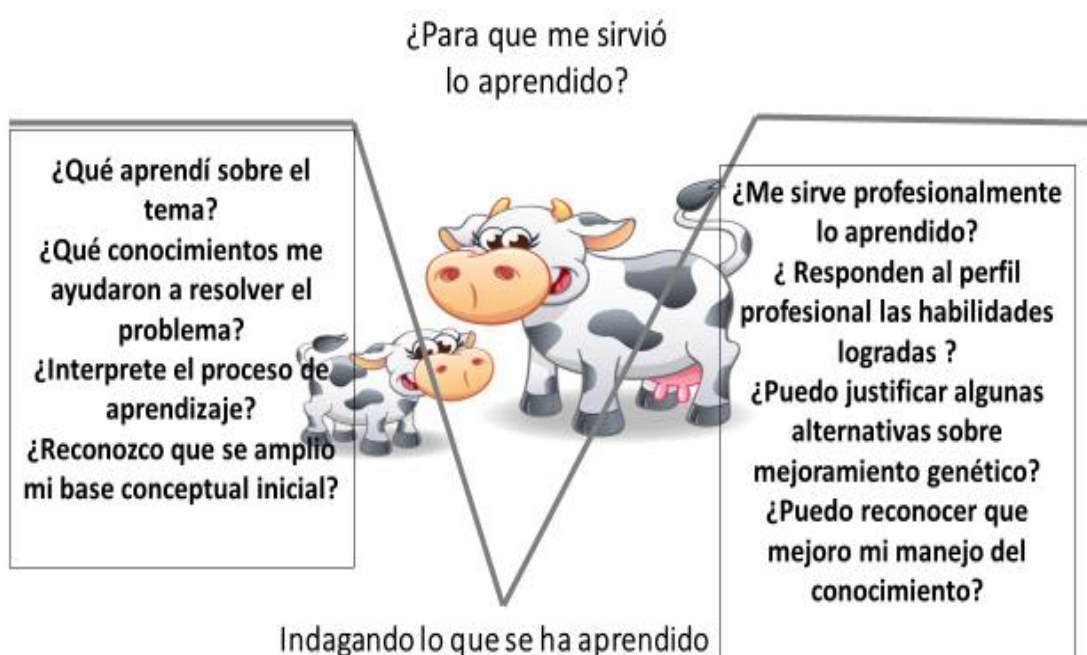 ¿Para que me sirvió
lo aprendido?
¿Qué aprendí sobre el
tema?
¿Qué conocimientos me
ayudaron a resolver el
problema?
¿Interprete el proceso de
aprendizaje?
¿Reconozco que se amplio
mi base conceptual inicial?
¿Me sirve profesionalmente
lo aprendido?
¿ Responden al perfil
profesional las habilidades
logradas ?
¿Puedo justificar algunas
alternativas sobre
mejoramiento genético?
¿Puedo reconocer que
mejoro mi manejo del
conocimiento?
Indagando lo que se ha aprendido